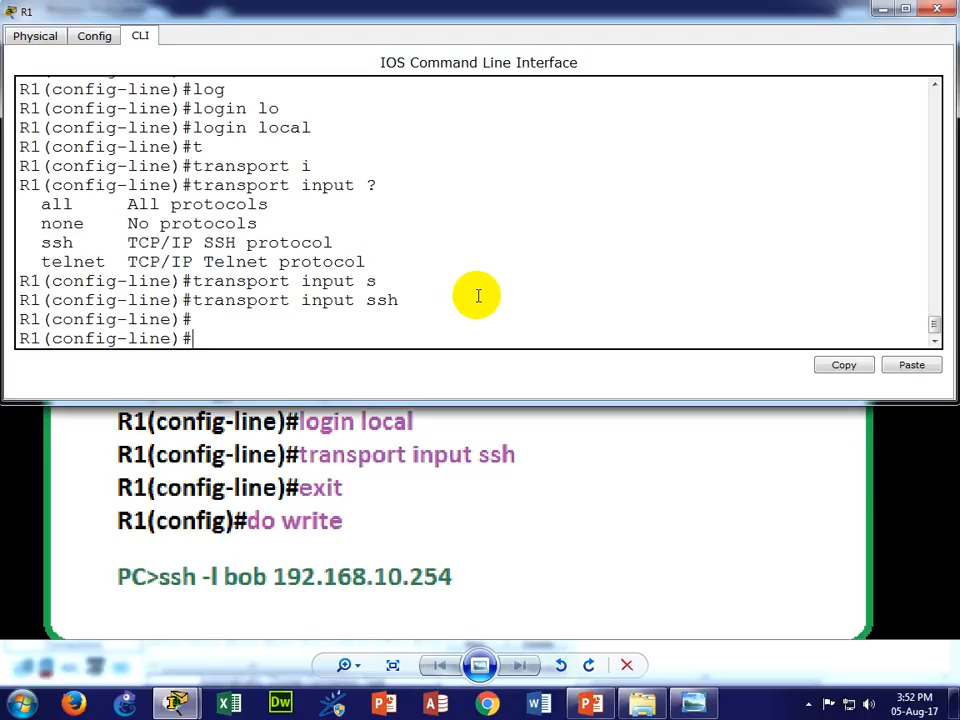 R1
Physical Config CLI
IOS Command Line Interface
R1(config-line)#log
R1(config-line)#login lo
R1(config-line)#login local
R1(config-line)#t
R1(config-line)#transport i
R1(config-line)#transport input ?
all All protocols
none No protocols
ssh TCP/IP SSH protocol
telnet TCP/IP Telnet protocol
R1(config-line)#transport input s
R1(config-line)#transport input ssh
R1(config-line)#
R1(config-line)#
Copy Paste
R1(config-line)#login local
R1(config-line)#transport input ssh
R1(config-line)#exit
R1(config)#do write
PC>ssh -l bob 192.168.10.254
3:52 PM
05-Aug-17